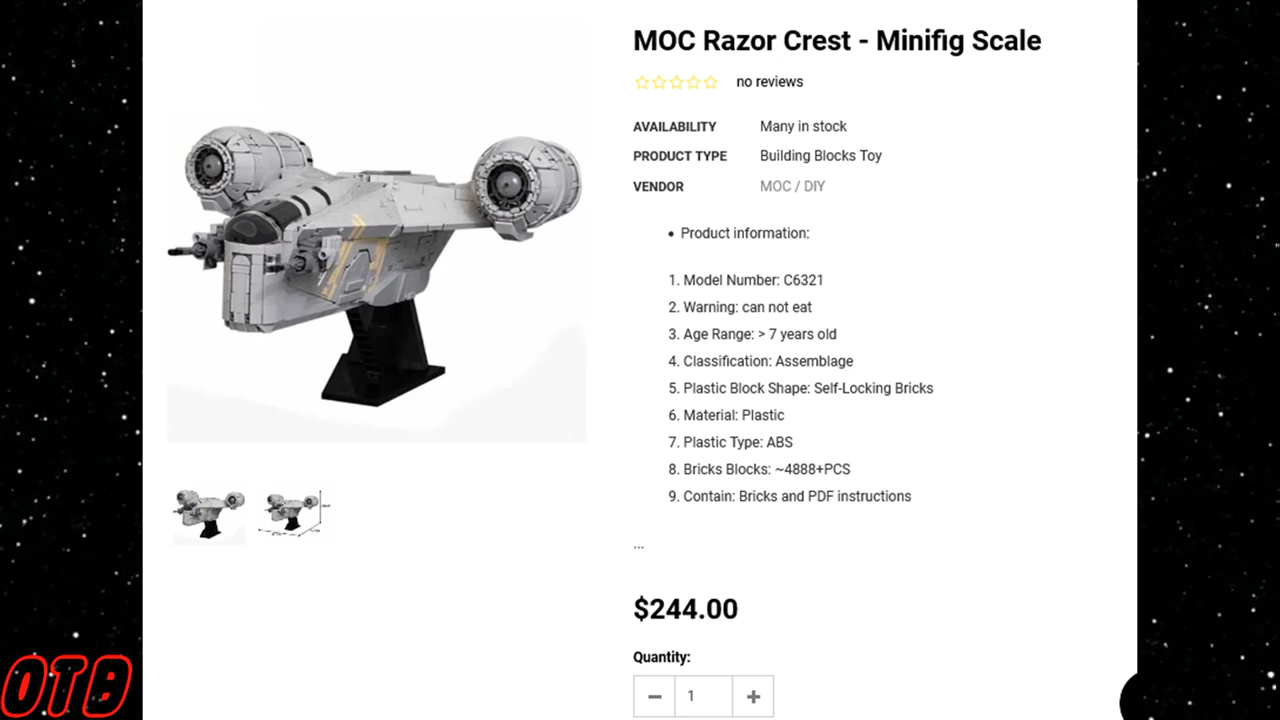 MOC Razor Crest - Minifig Scale
no reviews
AVAILABILITY Many in stock
PRODUCT TYPE Building Blocks Toy
VENDOR MOC / DIY
• Product information:
1. Model Number: C6321
2. Warning: can not eat
3. Age Range: > 7 years old
4. Classification: Assemblage
5. Plastic Block Shape: Self-Locking Bricks
6. Material: Plastic
7. Plastic Type: ABS
8. Bricks Blocks: ~4888+PCS
9. Contain: Bricks and PDF instructions
...
$244.00
Quantity:
− 1 +
OTB